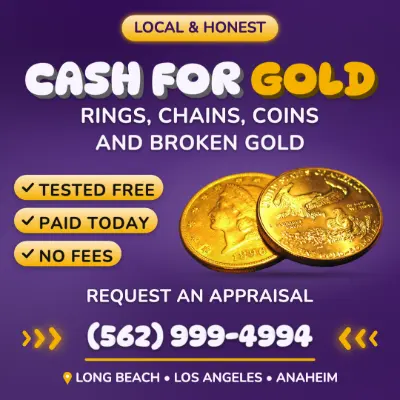 LOCAL & HONEST
CASH FOR GOLD
RINGS, CHAINS, COINS
AND BROKEN GOLD
✓ TESTED FREE
✓ PAID TODAY
✓ NO FEES
REQUEST AN APPRAISAL
(562) 999-4994
LONG BEACH • LOS ANGELES • ANAHEIM